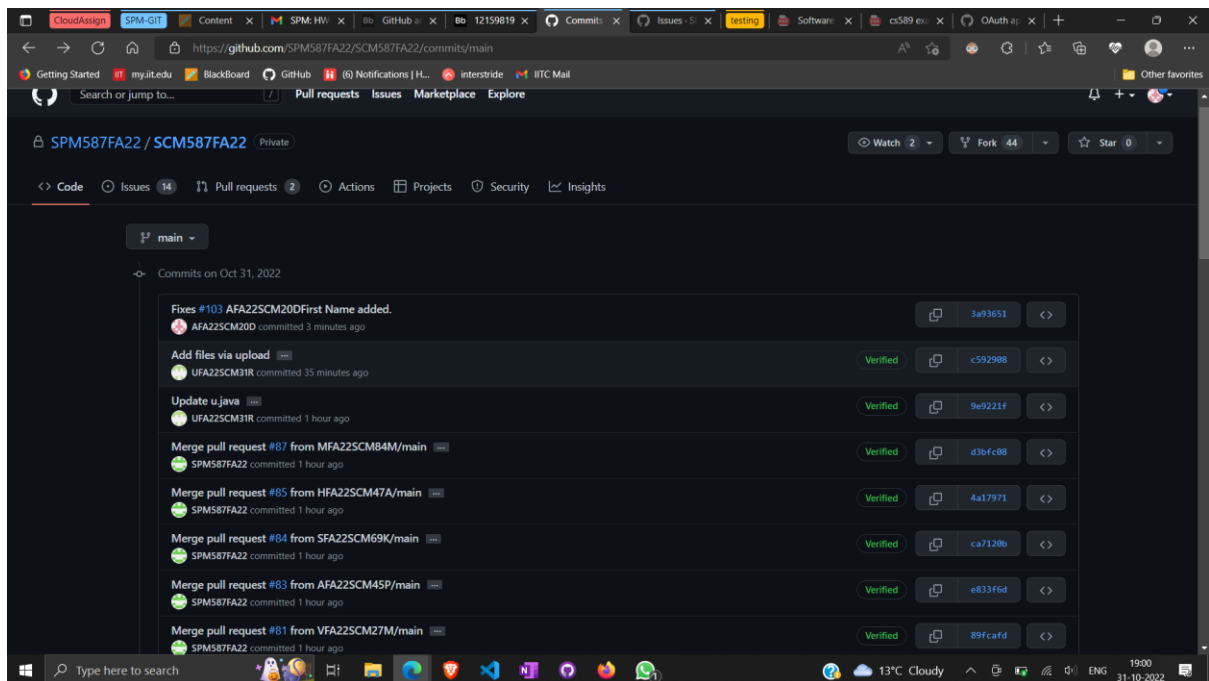 CloudAssign SPM-GIT Content SPM: HW GitHub a 12159819 Commits Issues - S testing Software cs589 ex OAuth ap
https://github.com/SPM587FA22/SCM587FA22/commits/main
Getting Started my.iit.edu BlackBoard GitHub (6) Notifications | H... interstride IITC Mail Other favorites
Search or jump to... / Pull requests Issues Marketplace Explore
SPM587FA22 / SCM587FA22 Private Watch 2 Fork 44 Star 0
Code Issues 14 Pull requests 2 Actions Projects Security Insights
main
Commits on Oct 31, 2022
Fixes #103 AFA22SCM20DFirst Name added. 3a93651
AFA22SCM20D committed 3 minutes ago
Add files via upload ... Verified c592908
UFA22SCM31R committed 35 minutes ago
Update u.java ... Verified 9e9221f
UFA22SCM31R committed 1 hour ago
Merge pull request #87 from MFA22SCM84M/main ... Verified d3bfc08
SPM587FA22 committed 1 hour ago
Merge pull request #85 from HFA22SCM47A/main ... Verified 4a17971
SPM587FA22 committed 1 hour ago
Merge pull request #84 from SFA22SCM69K/main ... Verified ca7120b
SPM587FA22 committed 1 hour ago
Merge pull request #83 from AFA22SCM45P/main ... Verified e833f6d
SPM587FA22 committed 1 hour ago
Merge pull request #81 from VFA22SCM27M/main ... Verified 89fcafd
SPM587FA22 committed 1 hour ago
Type here to search 13°C Cloudy ENG 19:00
31-10-2022